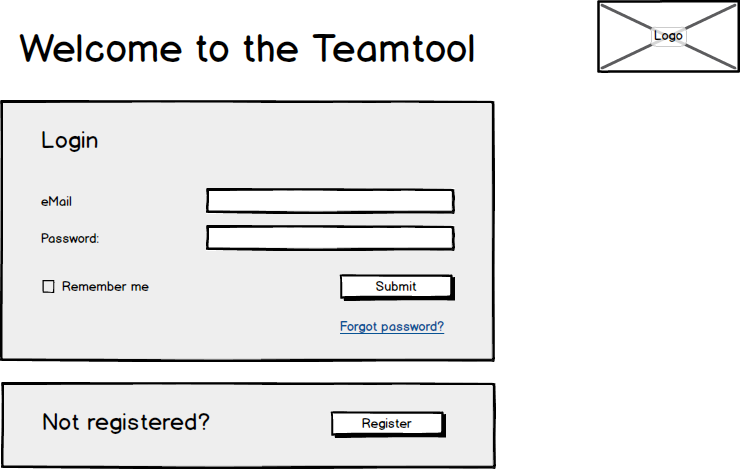 Welcome to the Teamtool
Logo
Login
eMail
Password:
Remember me
Submit
Forgot password?
Not registered?
Register